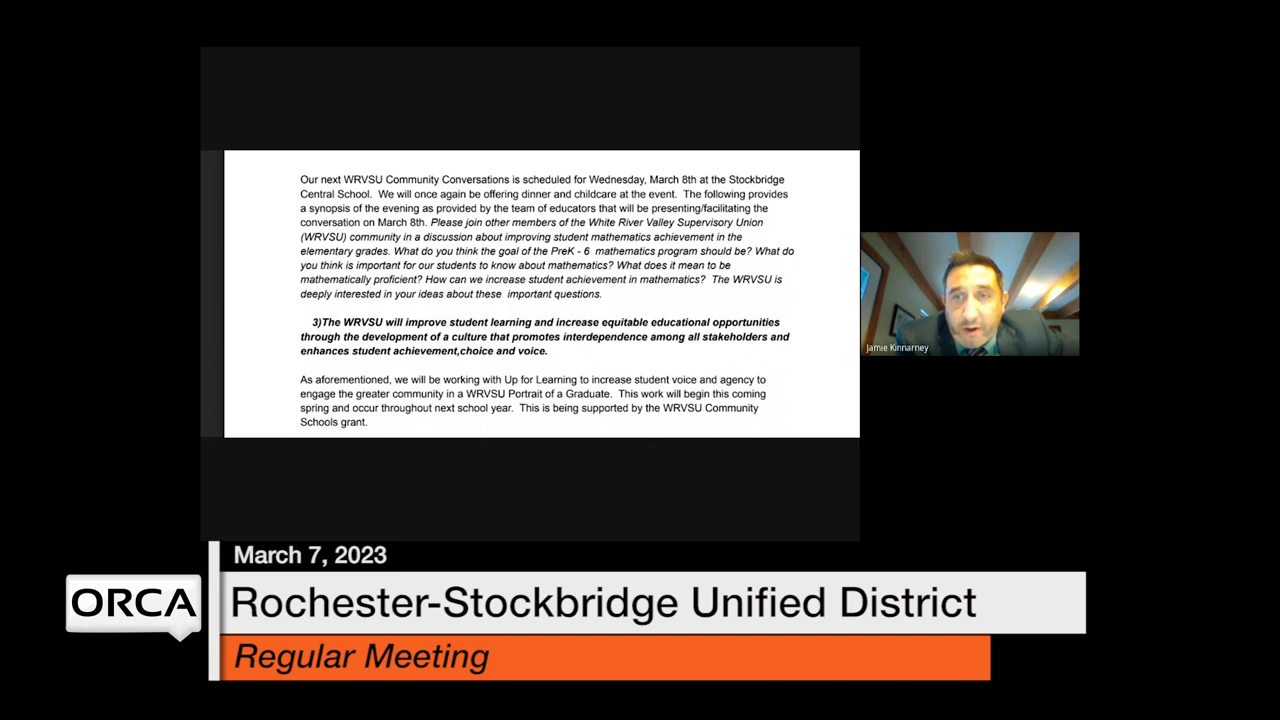 Our next WRVSU Community Conversations is scheduled for Wednesday, March 8th at the Stockbridge
Central School.  We will once again be offering dinner and childcare at the event.  The following provides
a synopsis of the evening as provided by the team of educators that will be presenting/facilitating the
conversation on March 8th. Please join other members of the White River Valley Supervisory Union
(WRVSU) community in a discussion about improving student mathematics achievement in the
elementary grades. What do you think the goal of the PreK - 6  mathematics program should be? What do
you think is important for our students to know about mathematics? What does it mean to be
mathematically proficient? How can we increase student achievement in mathematics?  The WRVSU is
deeply interested in your ideas about these  important questions.
3)The WRVSU will improve student learning and increase equitable educational opportunities
through the development of a culture that promotes interdependence among all stakeholders and
enhances student achievement,choice and voice.
As aforementioned, we will be working with Up for Learning to increase student voice and agency to
engage the greater community in a WRVSU Portrait of a Graduate.  This work will begin this coming
spring and occur throughout next school year.  This is being supported by the WRVSU Community
Schools grant.
Jamie Kinnarney
March 7, 2023
ORCA
Rochester-Stockbridge Unified District
Regular Meeting